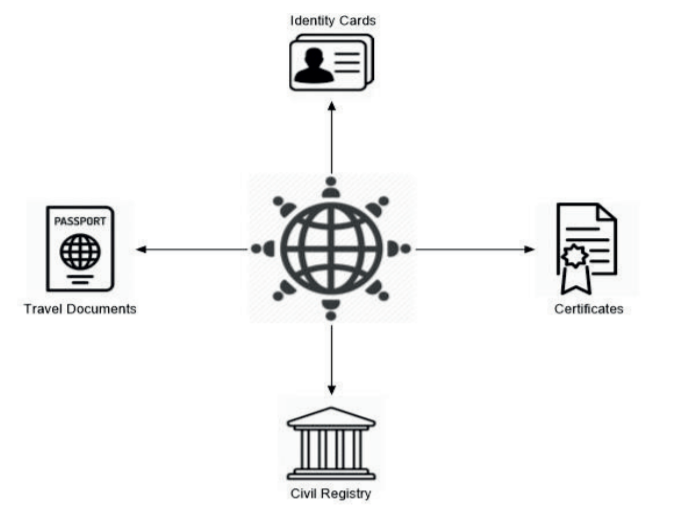 Identity Cards
PASSPORT
Travel Documents
Certificates
Civil Registry